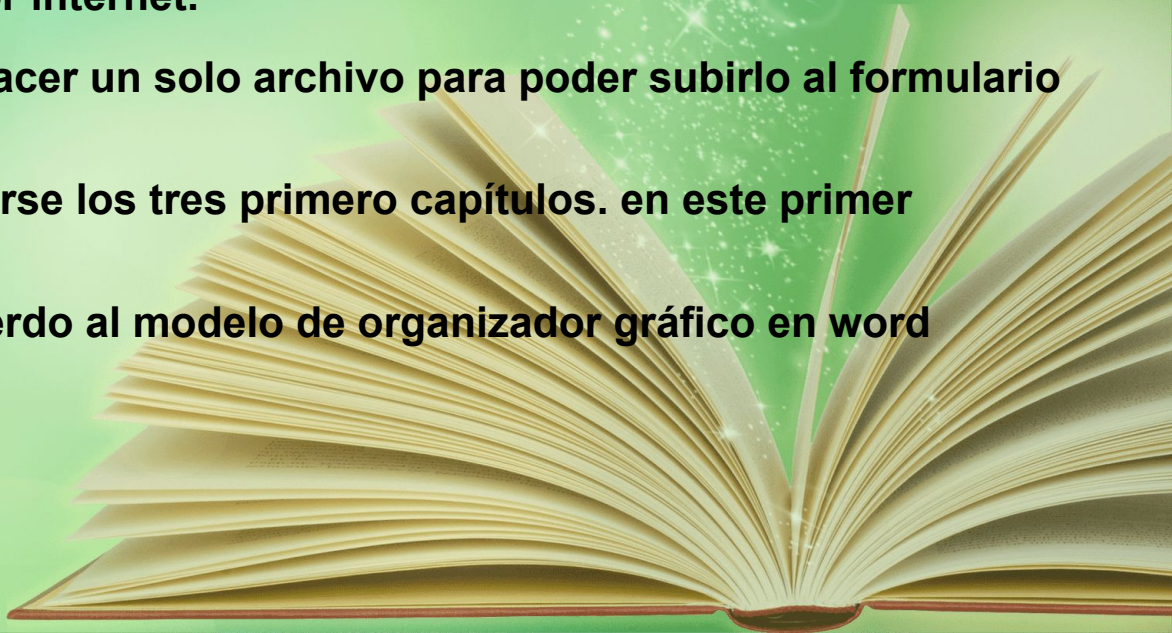 internet.
acer un solo archivo para poder subirlo al formulario
rse los tres primero capítulos. en este primer
erdo al modelo de organizador gráfico en word